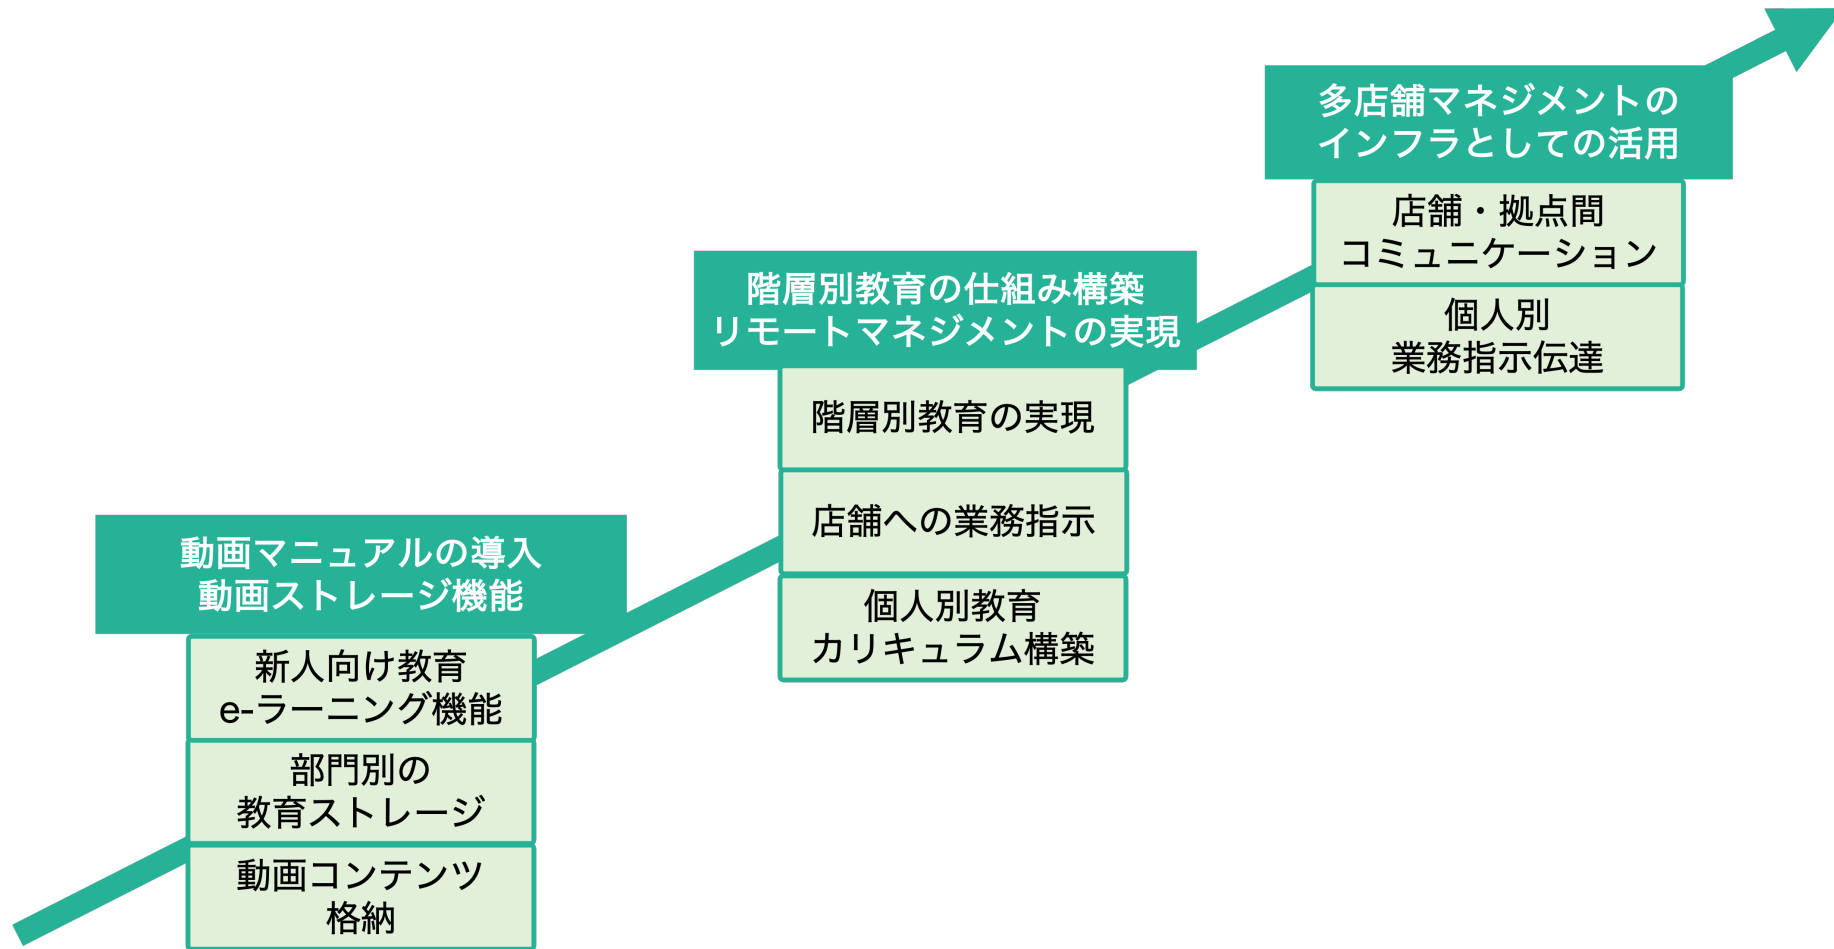 多店舗マネジメントの
インフラとしての活用
店舗・拠点間
コミュニケーション
個人別
業務指示伝達
階層別教育の仕組み構築
リモートマネジメントの実現
階層別教育の実現
店舗への業務指示
個人別教育
カリキュラム構築
動画マニュアルの導入
動画ストレージ機能
新人向け教育
e-ラーニング機能
部門別の
教育ストレージ
動画コンテンツ
格納